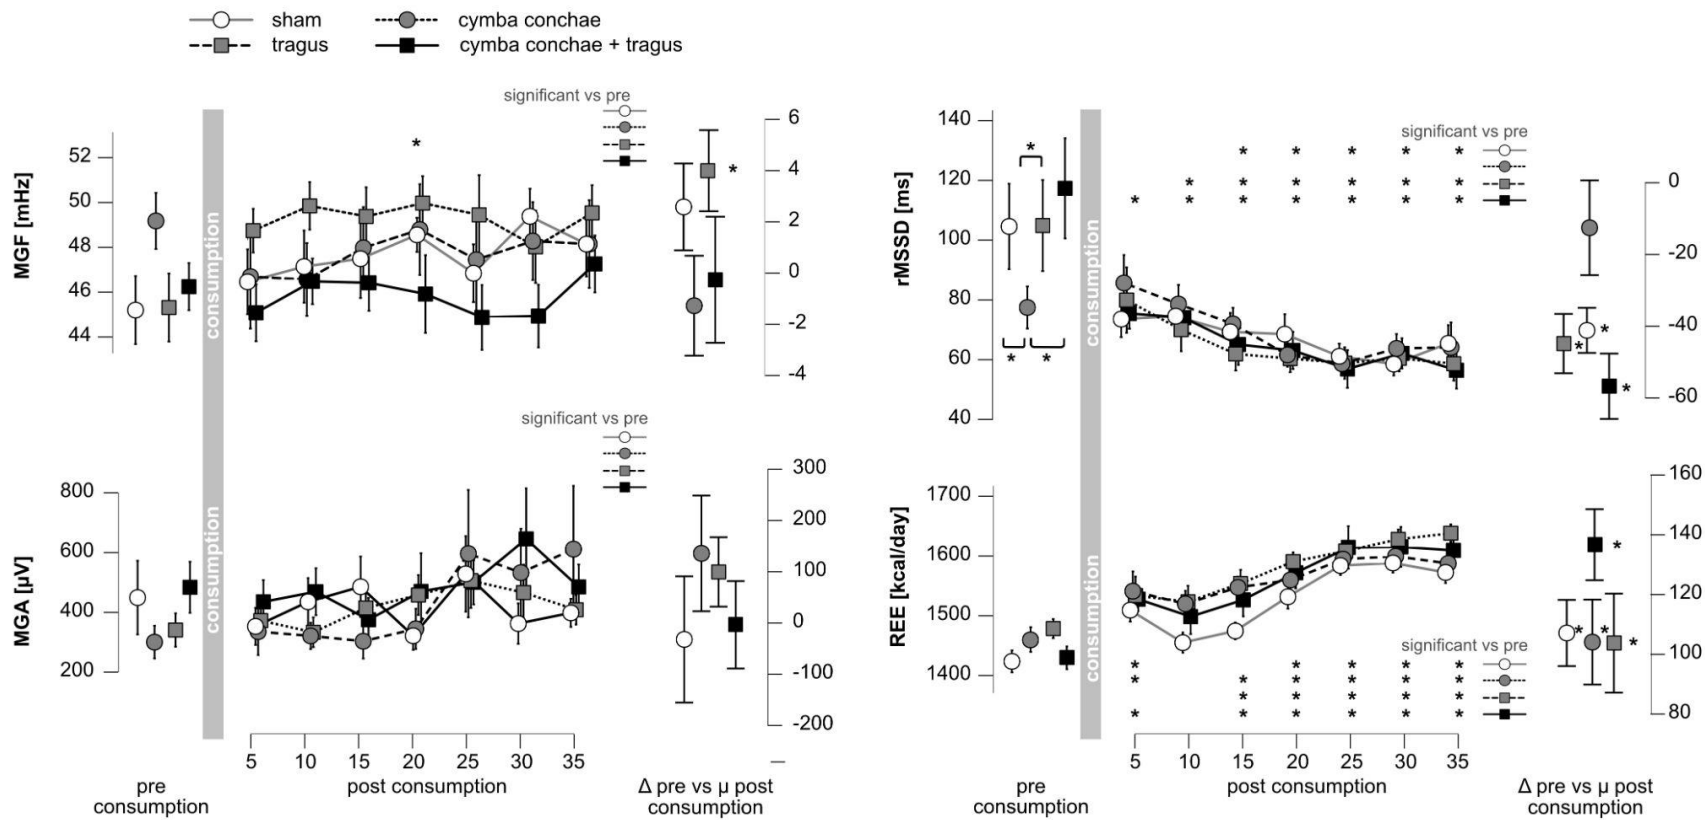 sham
cymba conchae
tragus
cymba conchae + tragus
significant vs pre
MGF [mHz]
52
50
48
46
44
consumption
*
*
6
4
2
0
-2
-4
significant vs pre
MGA [µV]
800
600
400
200
consumption
300
200
100
0
-100
-200
5 10 15 20 25 30 35
pre consumption
post consumption
Δ pre vs µ post consumption
rMSSD [ms]
140
120
100
80
60
40
*
* *
consumption
significant vs pre
* * * * *
* * * * * *
* * * * * * *
0
-20
-40
-60
* * *
REE [kcal/day]
1700
1600
1500
1400
consumption
significant vs pre
* * * * *
* * * * * *
* * * * *
* * * * * *
160
140
120
100
80
*
* * *
5 10 15 20 25 30 35
pre consumption
post consumption
Δ pre vs µ post consumption